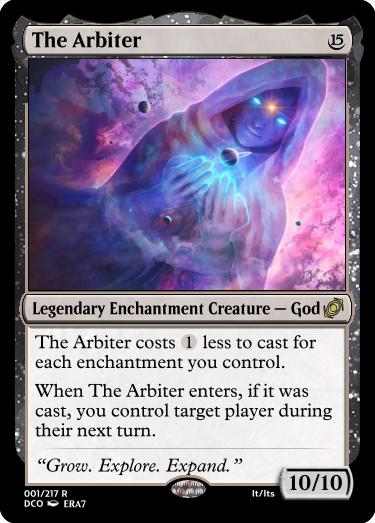 The Arbiter 15
Legendary Enchantment Creature — God
The Arbiter costs 1 less to cast for
each enchantment you control.
When The Arbiter enters, if it was
cast, you control target player during
their next turn.
“Grow. Explore. Expand.”
10/10
001/217 R
DCO ERA7
It/Its